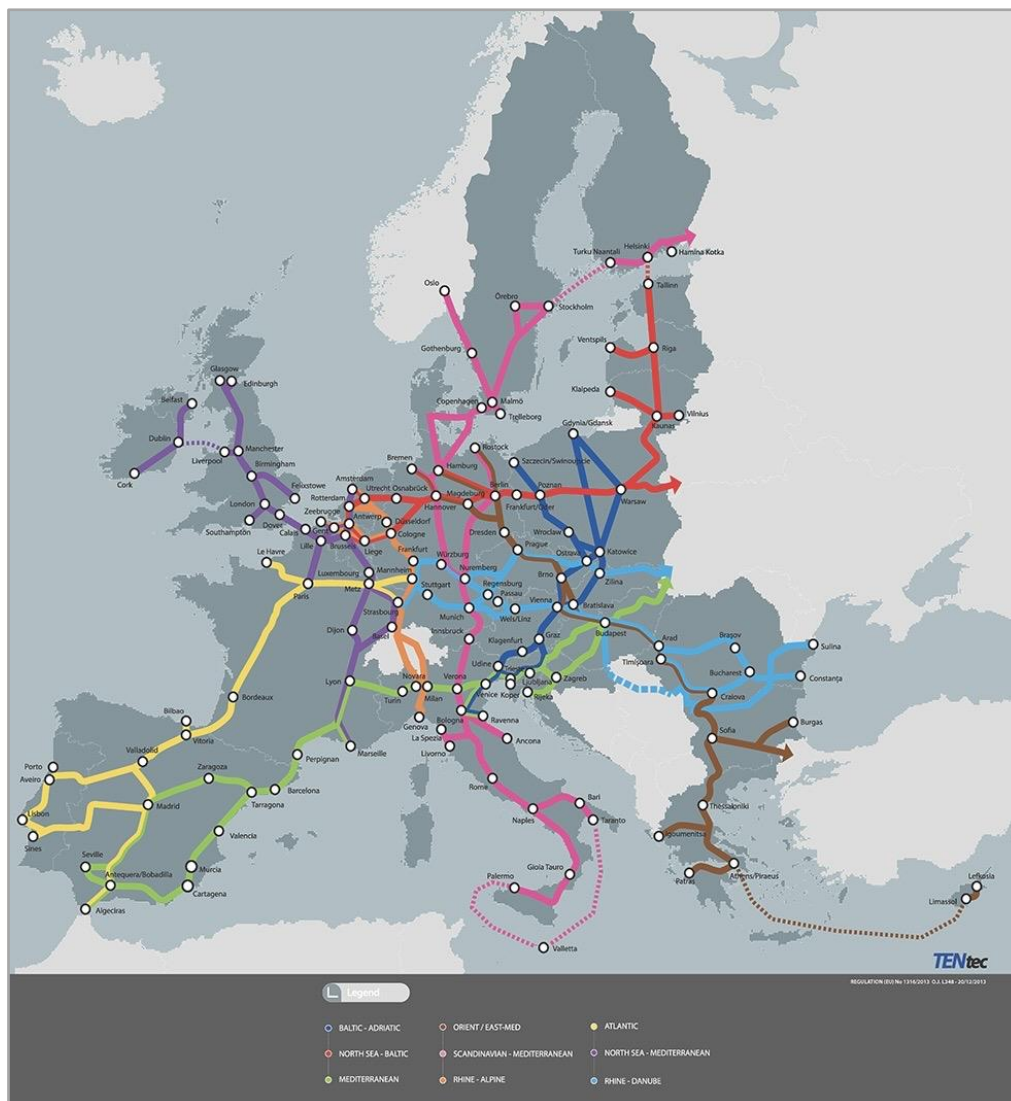 Turku Naantali
Helsinki
Hamina Kotka
Oslo
Örebro
Stockholm
Tallinn
Gothenburg
Ventspils
Riga
Glasgow
Edinburgh
Klaipeda
Copenhagen
Malmö
Trelleborg
Vilnius
Kaunas
Belfast
Gdynia/Gdansk
Dublin
Manchester
Liverpool
Rostock
Cork
Birmingham
Bremen
Hamburg
Szczecin/Swinoujscie
Amsterdam
Felixstowe
Utrecht
Osnabrück
Magdeburg
Berlin
Poznan
Warsaw
Rotterdam
London
Zeebrugge
Hannover
Frankfurt/Oder
Dover
Antwerp
Düsseldorf
Southampton
Calais
Gent
Cologne
Dresden
Wrocław
Lille
Brussels
Liege
Prague
Le Havre
Frankfurt
Würzburg
Ostrava
Katowice
Luxembourg
Mannheim
Nuremberg
Brno
Zilina
Metz
Stuttgart
Regensburg
Paris
Passau
Vienna
Strasbourg
Munich
Wels/Linz
Bratislava
Basel
Innsbruck
Budapest
Dijon
Klagenfurt
Graz
Arad
Braşov
Sulina
Udine
Trieste
Timişoara
Lyon
Novara
Verona
Ljubljana
Zagreb
Bucharest
Constanţa
Turin
Milan
Venice
Koper
Rijeka
Craiova
Bordeaux
Genova
Bologna
Ravenna
Bilbao
La Spezia
Sofia
Burgas
Vitoria
Livorno
Ancona
Marseille
Valladolid
Perpignan
Porto
Zaragoza
Aveiro
Rome
Barcelona
Madrid
Tarragona
Bari
Thessaloniki
Lisbon
Naples
Taranto
Sines
Valencia
Igoumenitsa
Seville
Murcia
Gioia Tauro
Patras
Athens/Piraeus
Antequera/Bobadilla
Palermo
Cartagena
Lefkosia
Limassol
Algeciras
Valletta
TENtec
REGULATION (EU) No 1316/2013 O.J. L348 - 20/12/2013
Legend
BALTIC - ADRIATIC
ORIENT / EAST-MED
ATLANTIC
NORTH SEA - BALTIC
SCANDINAVIAN - MEDITERRANEAN
NORTH SEA - MEDITERRANEAN
MEDITERRANEAN
RHINE - ALPINE
RHINE - DANUBE